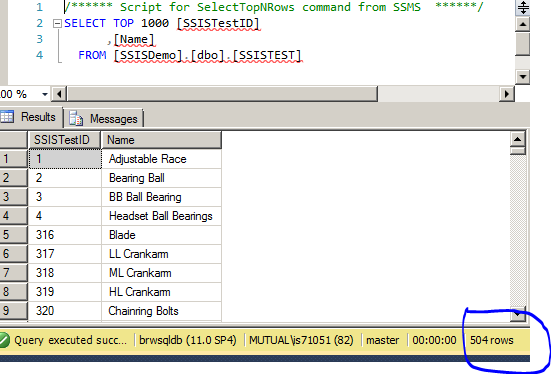 1 /****** Script for SelectTopNRows command from SSMS ******/
2 SELECT TOP 1000 [SSISTestID]
3 ,[Name]
4 FROM [SSISDemo].[dbo].[SSISTEST]
00 %
Results Messages
SSISTestID Name
1 1 Adjustable Race
2 2 Bearing Ball
3 3 BB Ball Bearing
4 4 Headset Ball Bearings
5 316 Blade
6 317 LL Crankarm
7 318 ML Crankarm
8 319 HL Crankarm
9 320 Chainring Bolts
Query executed succ... brwsqldb (11.0 SP4) MUTUAL\js71051 (82) master 00:00:00 504 rows